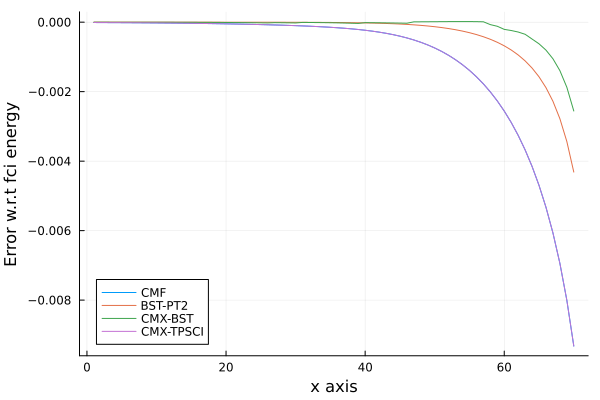 0.000
−0.002
−0.004
−0.006
−0.008
Error w.r.t fci energy
CMF
BST-PT2
CMX-BST
CMX-TPSCI
0 20 40 60
x axis